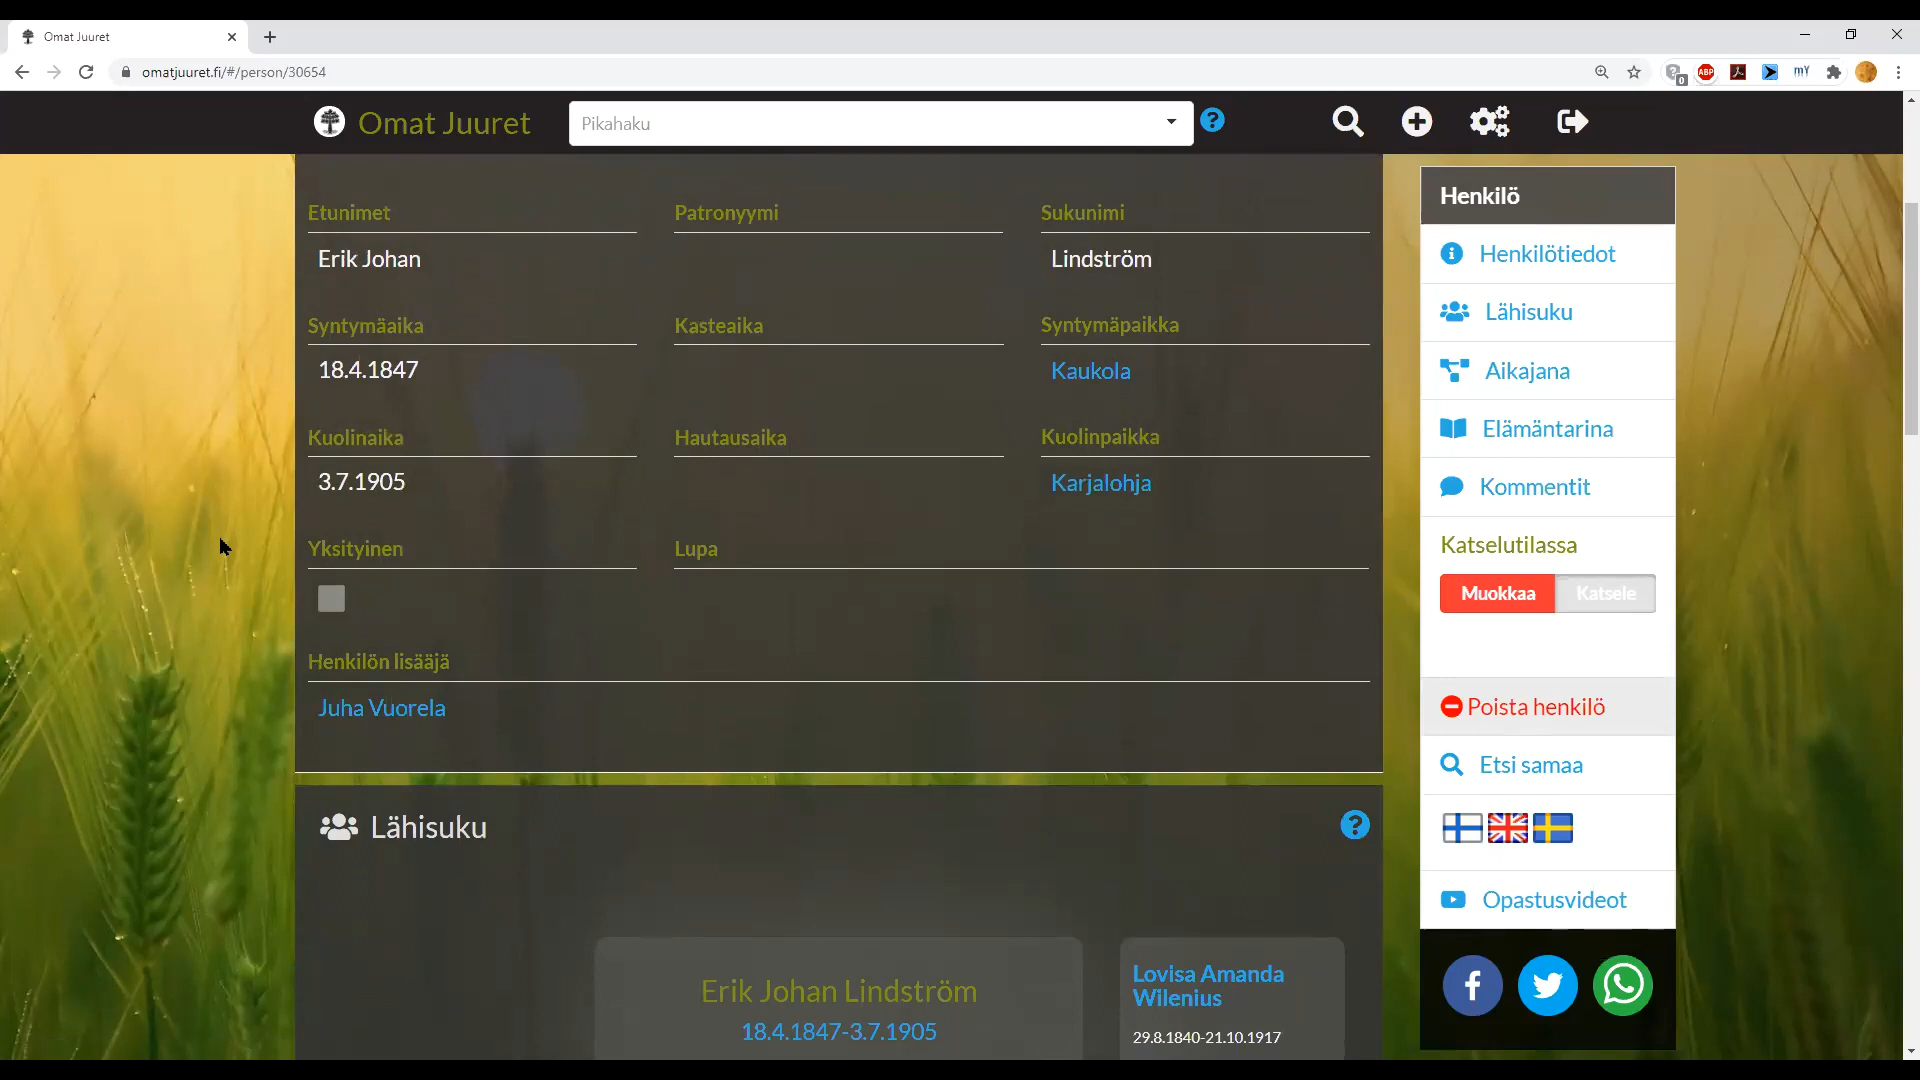 Omat Juuret
omatjuuret.fi/#/person/30654
0
ABP
mY
Omat Juuret
Pikahaku
Etunimet
Patronyymi
Sukunimi
Erik Johan
Lindström
Syntymäaika
Kasteaika
Syntymäpaikka
18.4.1847
Kaukola
Kuolinaika
Hautausaika
Kuolinpaikka
3.7.1905
Karjalohja
Yksityinen
Lupa
Henkilön lisääjä
Juha Vuorela
Lähisuku
Erik Johan Lindström
18.4.1847-3.7.1905
Lovisa Amanda
Wilenius
29.8.1840-21.10.1917
Henkilö
Henkilötiedot
Lähisuku
Aikajana
Elämäntarina
Kommentit
Katselutilassa
Muokkaa Katsele
Poista henkilö
Etsi samaa
Opastusvideot